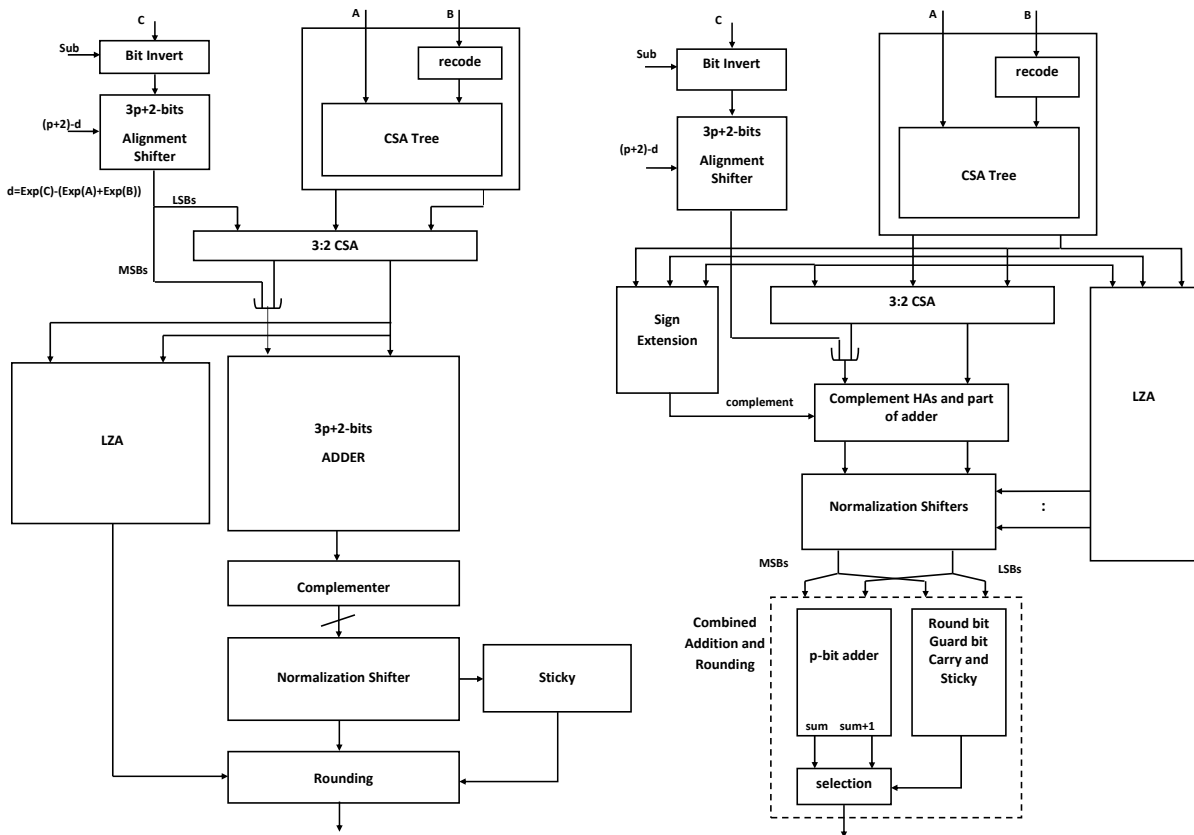 C
Sub
Bit Invert
(p+2)-d
3p+2-bits
Alignment
Shifter
d=Exp(C)-(Exp(A)+Exp(B))
A
B
recode
CSA Tree
LSBs
3:2 CSA
MSBs
LZA
3p+2-bits
ADDER
Complementer
Normalization Shifter
Sticky
Rounding
C
Sub
Bit Invert
(p+2)-d
3p+2-bits
Alignment
Shifter
A
B
recode
CSA Tree
Sign
Extension
3:2 CSA
LZA
complement
Complement HAs and part
of adder
Normalization Shifters
:
MSBs
LSBs
Combined
Addition and
Rounding
p-bit adder
sum
sum+1
Round bit
Guard bit
Carry and
Sticky
selection